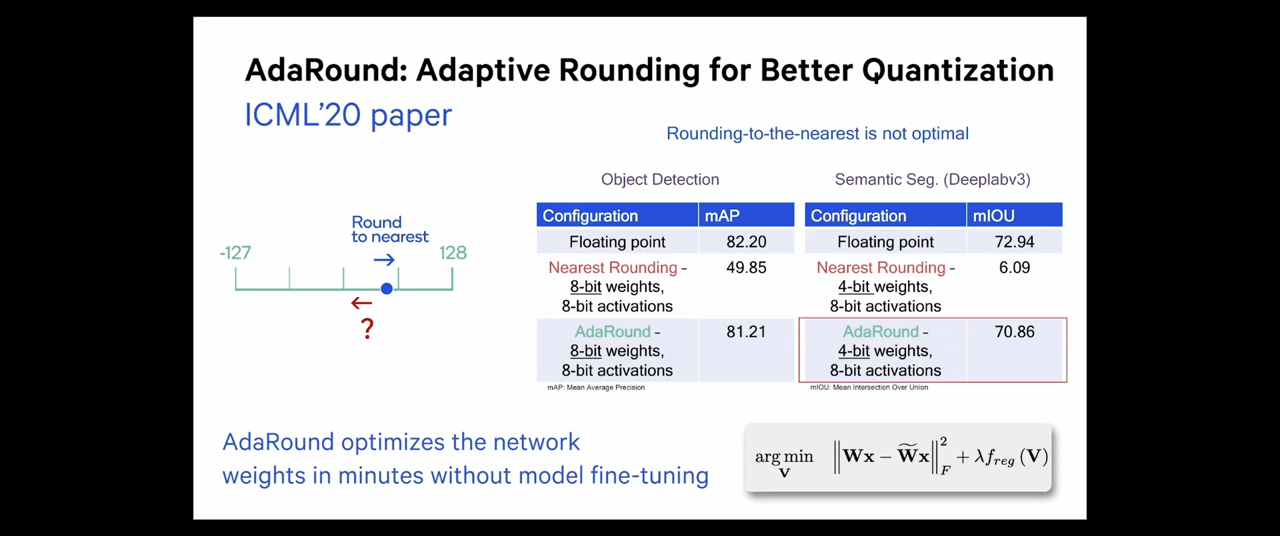 AdaRound: Adaptive Rounding for Better Quantization
ICML'20 paper
Rounding-to-the-nearest is not optimal
Round
to nearest
-127
128
?
Object Detection
Configuration mAP
Floating point 82.20
Nearest Rounding - 49.85
8-bit weights,
8-bit activations
AdaRound - 81.21
8-bit weights,
8-bit activations
mAP: Mean Average Precision
Semantic Seg. (Deeplabv3)
Configuration mIOU
Floating point 72.94
Nearest Rounding - 6.09
4-bit weights,
8-bit activations
AdaRound - 70.86
4-bit weights,
8-bit activations
mIOU: Mean Intersection Over Union
AdaRound optimizes the network
weights in minutes without model fine-tuning
arg min_V ‖Wx − W̃x‖²_F + λf_reg (V)